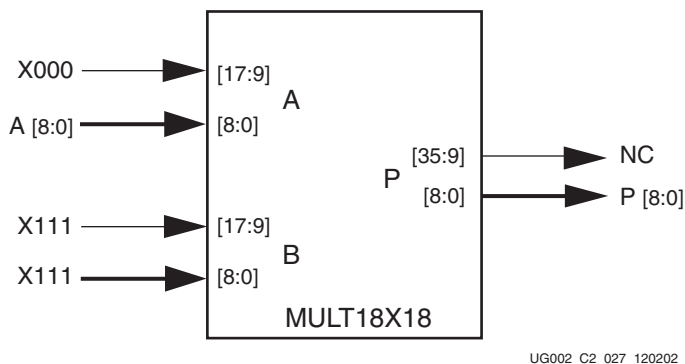 X000
[17:9]
A
A [8:0]
[8:0]
[35:9]
NC
P
[8:0]
P [8:0]
X111
[17:9]
B
X111
[8:0]
MULT18X18
UG002_C2_027_120202